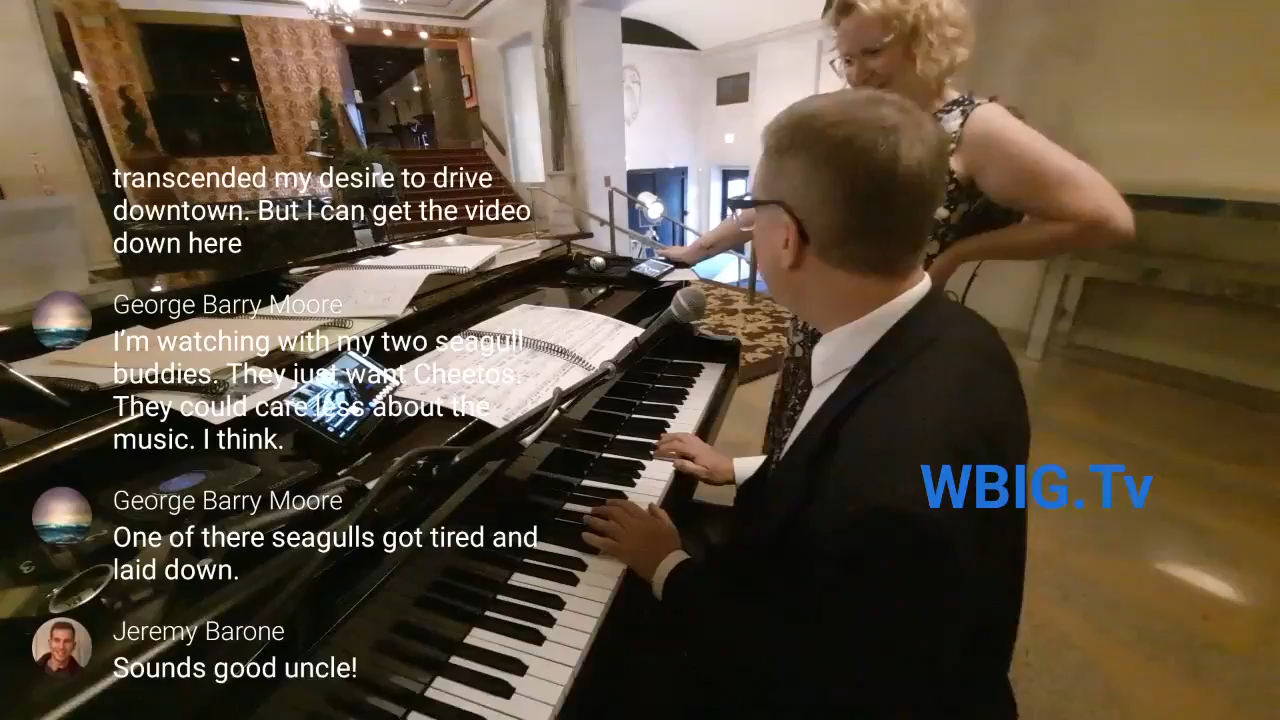 transcended my desire to drive
downtown. But I can get the video
down here
George Barry Moore
I'm watching with my two seagull
buddies. They just want Cheetos.
They could care less about the
music. I think.
George Barry Moore
One of there seagulls got tired and
laid down.
Jeremy Barone
Sounds good uncle!
WBIG.Tv